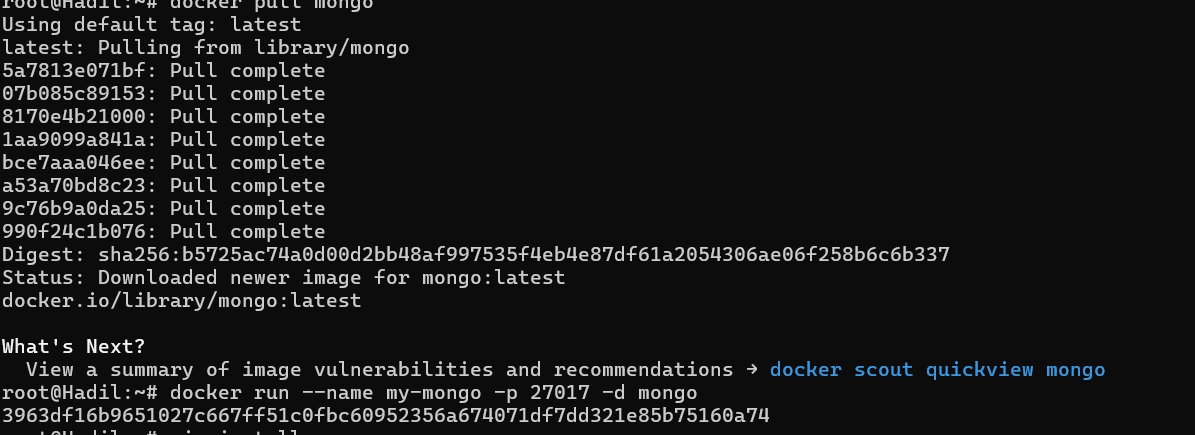 root@Hadil:~# docker pull mongo
Using default tag: latest
latest: Pulling from library/mongo
5a7813e071bf: Pull complete
07b085c89153: Pull complete
8170e4b21000: Pull complete
1aa9099a841a: Pull complete
bce7aaa046ee: Pull complete
a53a70bd8c23: Pull complete
9c76b9a0da25: Pull complete
990f24c1b076: Pull complete
Digest: sha256:b5725ac74a0d00d2bb48af997535f4eb4e87df61a2054306ae06f258b6c6b337
Status: Downloaded newer image for mongo:latest
docker.io/library/mongo:latest
What's Next?
View a summary of image vulnerabilities and recommendations → docker scout quickview mongo
root@Hadil:~# docker run --name my-mongo -p 27017 -d mongo
3963df16b9651027c667ff51c0fbc60952356a674071df7dd321e85b75160a74